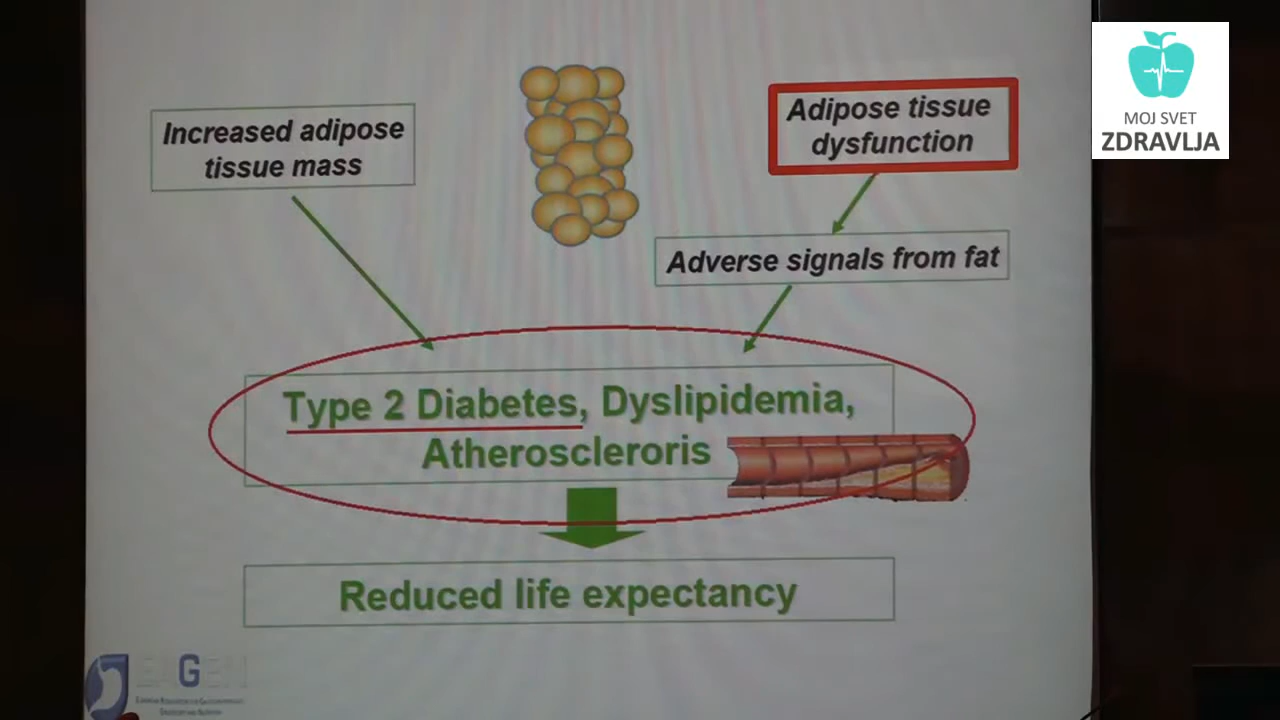 Increased adipose
tissue mass
Adipose tissue
dysfunction
Adverse signals from fat
Type 2 Diabetes, Dyslipidemia,
Atheroscleroris
Reduced life expectancy
EAGEN
MOJ SVET
ZDRAVLJA